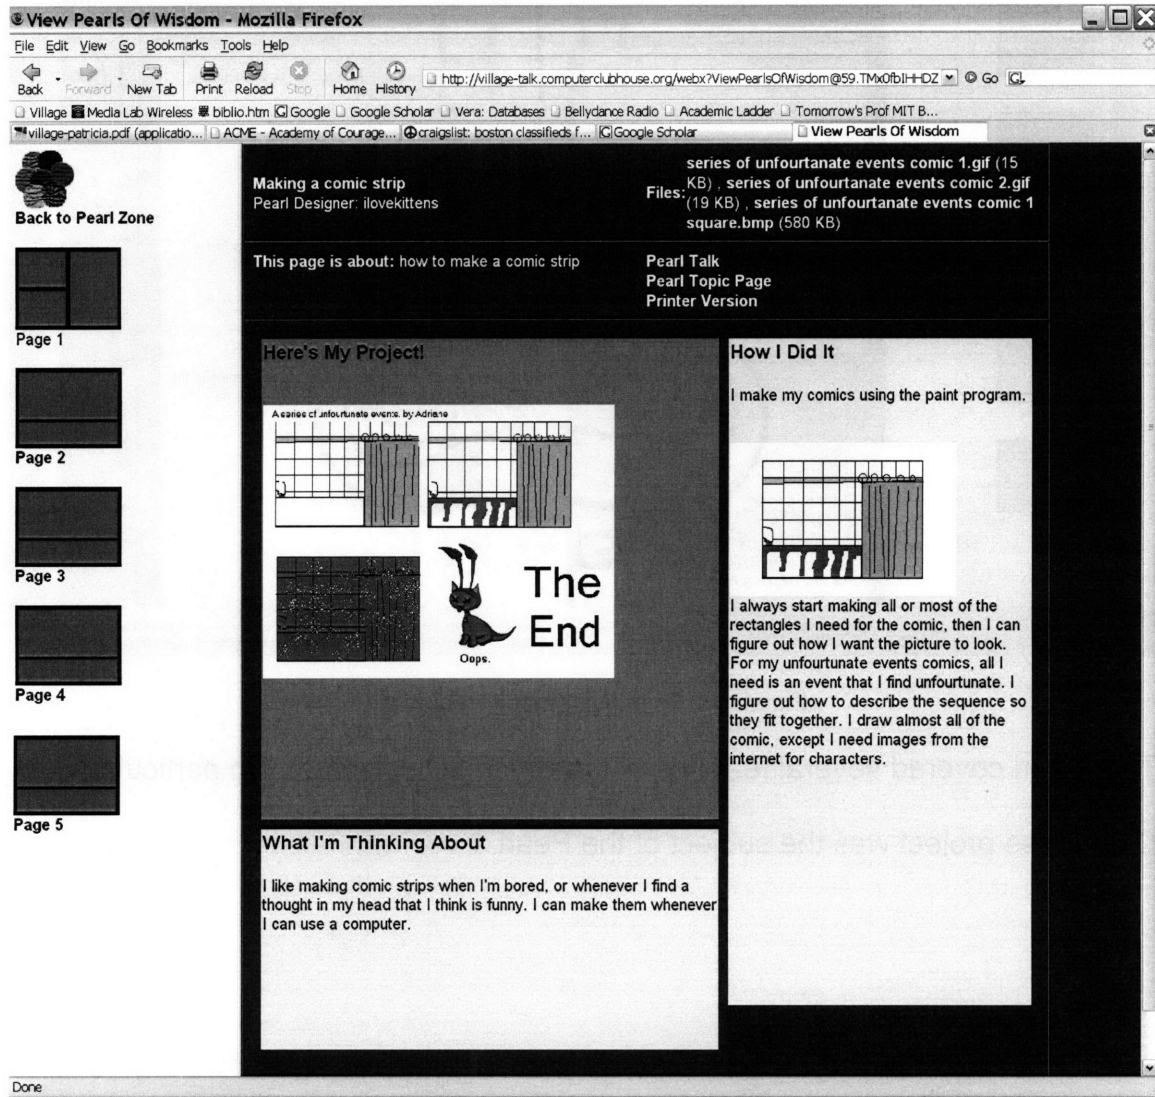 View Pearls Of Wisdom - Mozilla Firefox
File Edit View Go Bookmarks Tools Help
Back Forward New Tab Print Reload Stop Home History http://village-talk.computerclubhouse.org/webx?ViewPearlsOfWisdom@59.TMx0fbIHHDZ Go
Village Media Lab Wireless biblio.htm Google Google Scholar Vera: Databases Bellydance Radio Academic Ladder Tomorrow's Prof MIT B...
village-patricia.pdf (applicatio... ACME - Academy of Courage... craigslist: boston classifieds f... Google Scholar View Pearls Of Wisdom
Back to Pearl Zone
Page 1
Page 2
Page 3
Page 4
Page 5
Making a comic strip
Pearl Designer: ilovekittens
Files:
series of unfourtanate events comic 1.gif (15
KB) , series of unfourtanate events comic 2.gif
(19 KB) , series of unfourtanate events comic 1
square.bmp (580 KB)
This page is about: how to make a comic strip
Pearl Talk
Pearl Topic Page
Printer Version
Here's My Project!
A series of unfourtunate events. by Adriane
Oops.
The
End
How I Did It
I make my comics using the paint program.
I always start making all or most of the
rectangles I need for the comic, then I can
figure out how I want the picture to look.
For my unfourtunate events comics, all I
need is an event that I find unfourtunate. I
figure out how to describe the sequence so
they fit together. I draw almost all of the
comic, except I need images from the
internet for characters.
What I'm Thinking About
I like making comic strips when I'm bored, or whenever I find a
thought in my head that I think is funny. I can make them whenever
I can use a computer.
Done